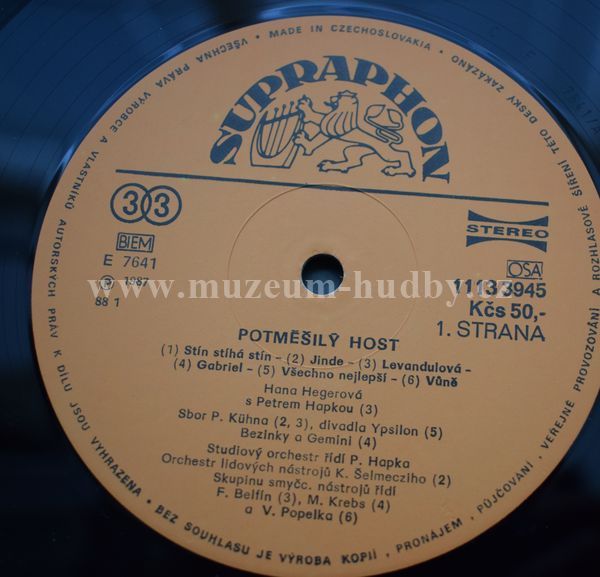 VŠECHNA PRÁVA VÝROBCE A VLASTNÍKŮ AUTORSKÝCH PRÁV K DÍLU JSOU VYHRAZENA • BEZ SOUHLASU JE VÝROBA KOPIÍ, PRONÁJEM, PŮJČOVÁNÍ, VEŘEJNÉ PROVOZOVÁNÍ A ROZHLASOVÉ ŠÍŘENÍ TÉTO DESKY ZAKÁZÁNO • MADE IN CZECHOSLOVAKIA •
SUPRAPHON
33
STEREO
BIEM
OSA
E 7641
℗ 1987
88 1
www.muzeum-hudby.
1113 3945
Kčs 50,-
1. STRANA
POTMĚŠILÝ HOST
(1) Stín stíhá stín - (2) Jinde - (3) Levandulová -
(4) Gabriel - (5) Všechno nejlepší - (6) Vůně
Hana Hegerová
s Petrem Hapkou (3)
Sbor P. Kühna (2, 3), divadla Ypsilon (5)
Bezinky a Gemini (4)
Studiový orchestr řídí P. Hapka
Orchestr lidových nástrojů K. Šelmecziho (2)
Skupinu smyčc. nástrojů řídí
F. Belfín (3), M. Krebs (4)
a V. Popelka (6)